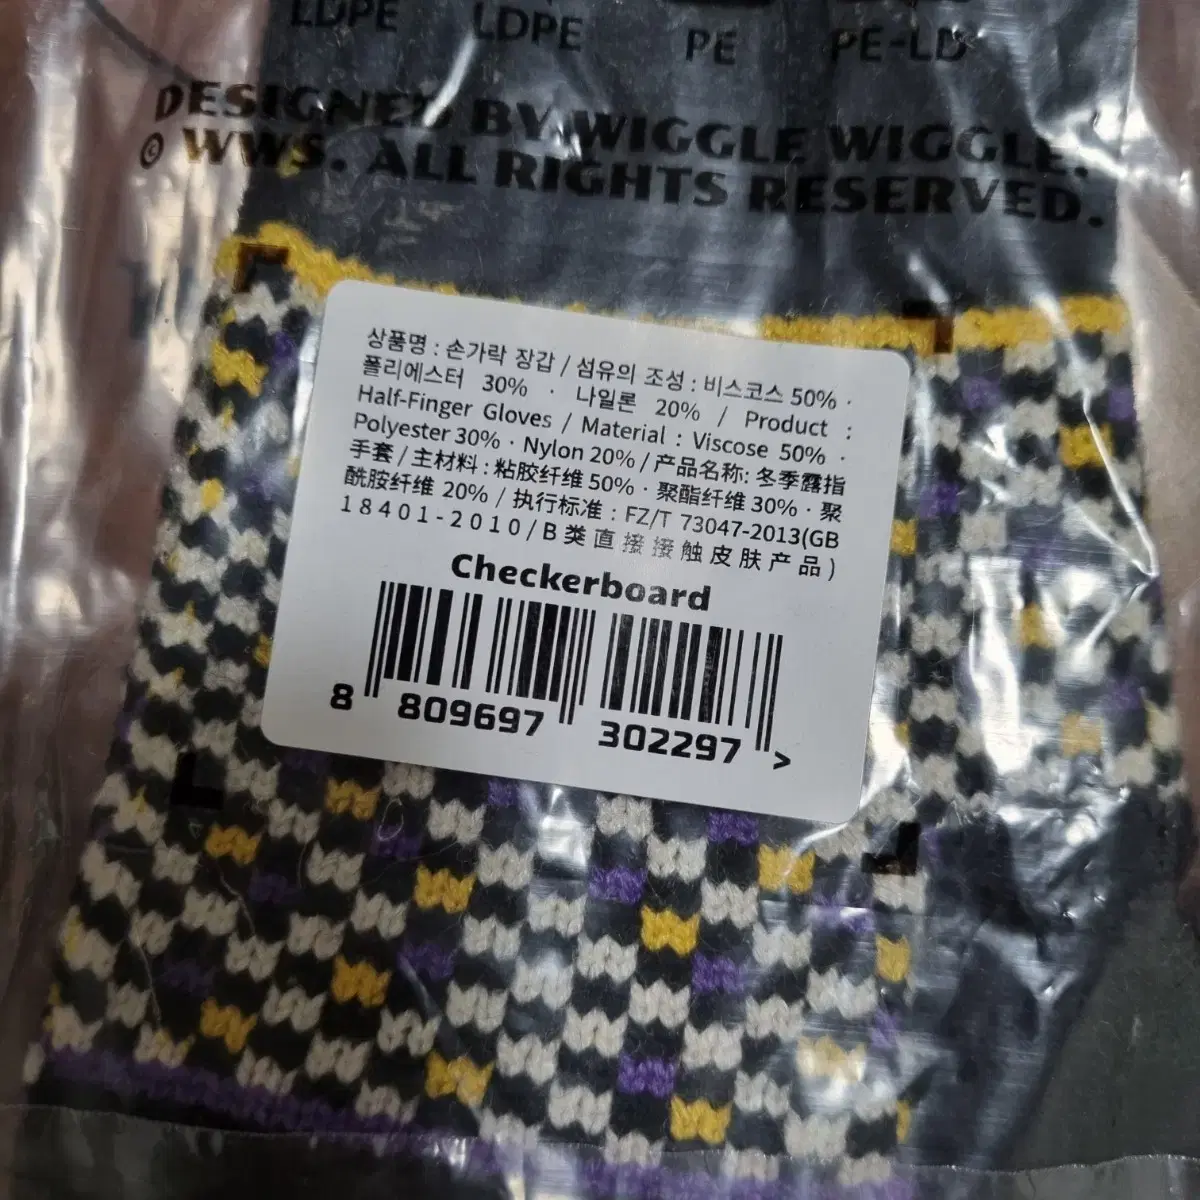 LDPE LDPE PE PE-LD
DESIGNED BY WIGGLE WIGGLE.
© WWS. ALL RIGHTS RESERVED.
상품명 : 손가락 장갑 / 섬유의 조성 : 비스코스 50% ·
폴리에스터 30% · 나일론 20% / Product :
Half-Finger Gloves / Material : Viscose 50% ·
Polyester 30% · Nylon 20% / 产品名称: 冬季露指
手套 / 主材料 : 粘胶纤维 50% · 聚酯纤维 30% · 聚
酰胺纤维 20% / 执行标准 : FZ/T 73047-2013(GB
18401-2010/B类直接接触皮肤产品)
Checkerboard
8 809697 302297 >